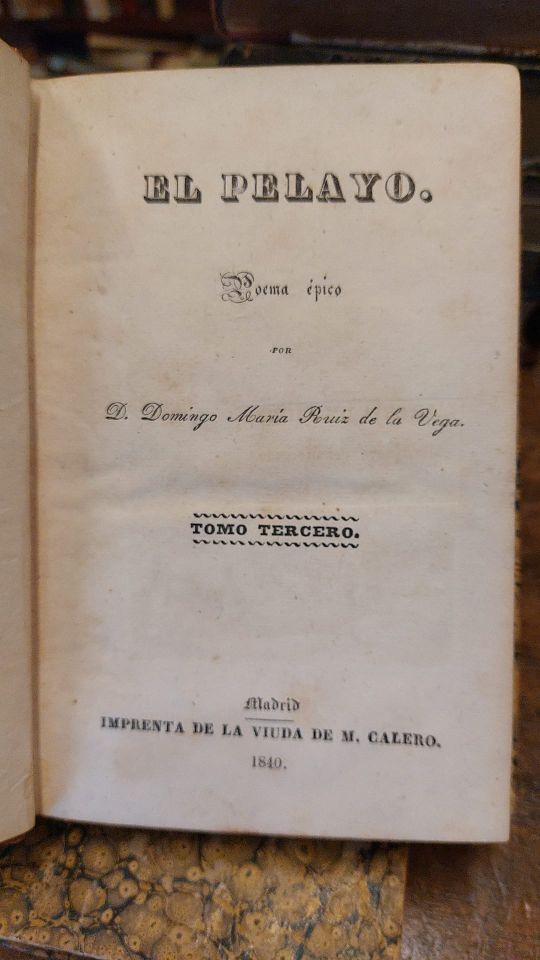 EL PELAYO.
Poema épico
POR
D. Domingo María Ruiz de la Vega.
TOMO TERCERO.
Madrid
IMPRENTA DE LA VIUDA DE M. CALERO.
1840.